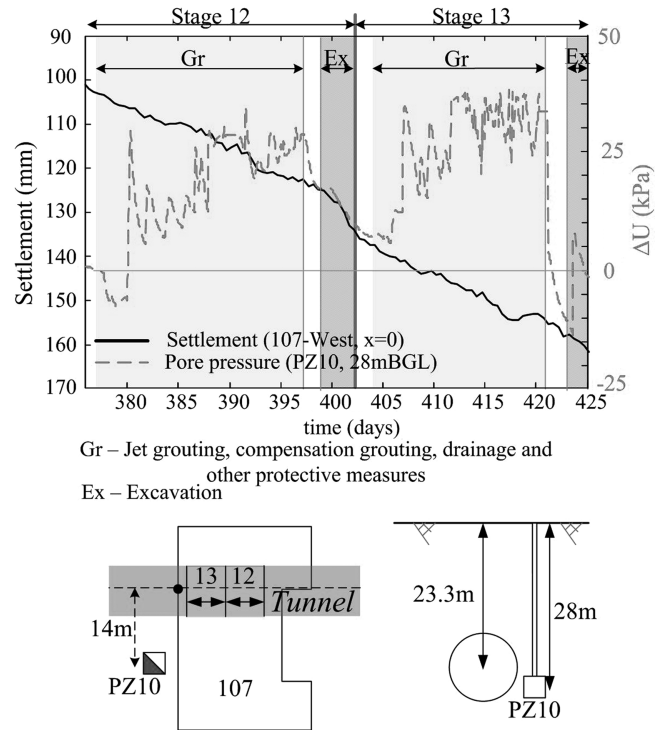 Stage 12 Stage 13
90 50
Gr Ex Gr Ex
100
110
120 25
130
Settlement (mm)
ΔU (kPa)
140 0
150
Settlement (107-West, x=0)
160
Pore pressure (PZ10, 28mBGL)
170 -25
380 385 390 395 400 405 410 415 420 425
time (days)
Gr – Jet grouting, compensation grouting, drainage and
other protective measures
Ex – Excavation
13 12
Tunnel
14m
PZ10
107
23.3m
28m
PZ10